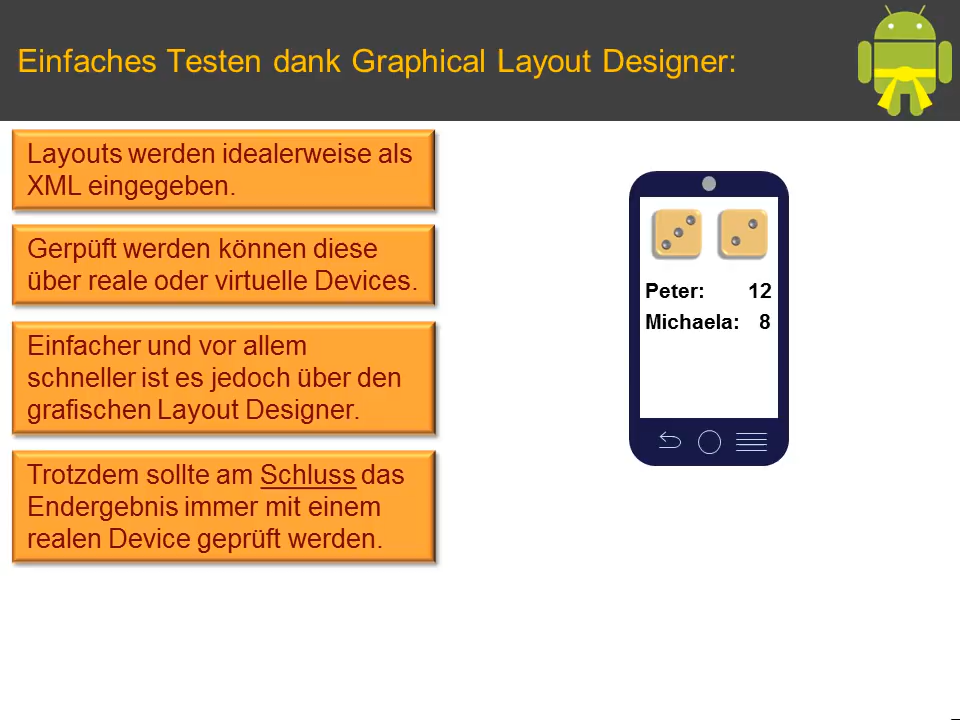 Einfaches Testen dank Graphical Layout Designer:
Layouts werden idealerweise als
XML eingegeben.
Gerpüft werden können diese
über reale oder virtuelle Devices.
Einfacher und vor allem
schneller ist es jedoch über den
grafischen Layout Designer.
Trotzdem sollte am Schluss das
Endergebnis immer mit einem
realen Device geprüft werden.
Peter: 12
Michaela: 8